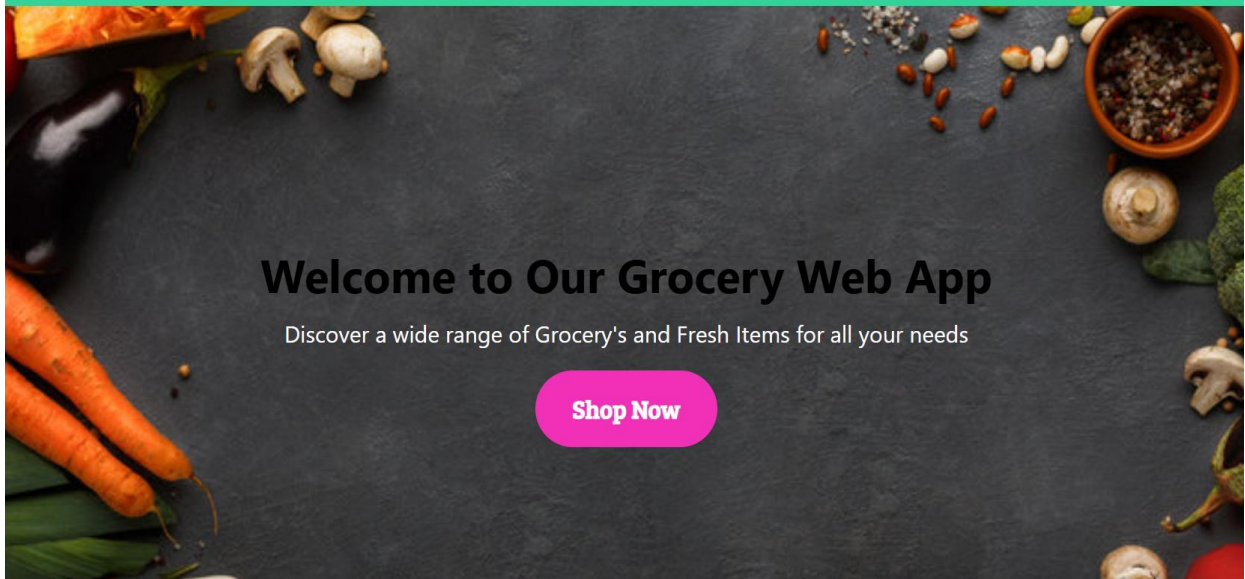 Welcome to Our Grocery Web App
Discover a wide range of Grocery's and Fresh Items for all your needs
Shop Now